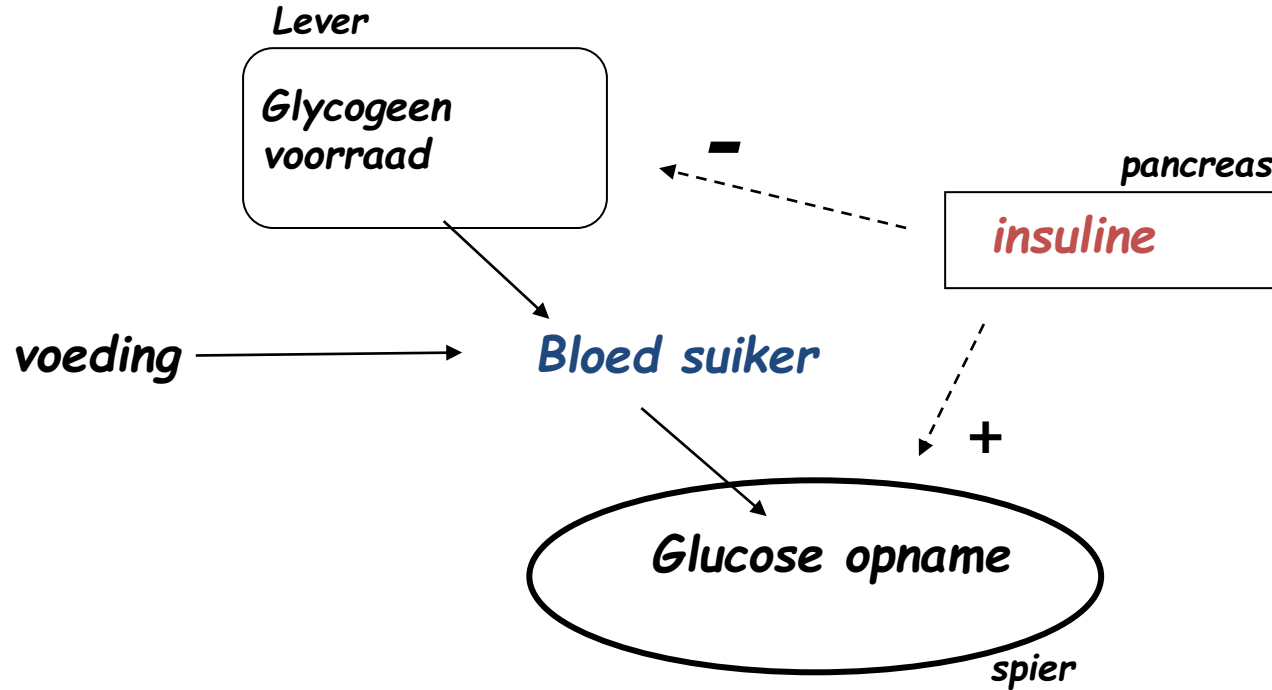 Lever
Glycogeen
voorraad
-
pancreas
insuline
voeding
Bloed suiker
+
Glucose opname
spier